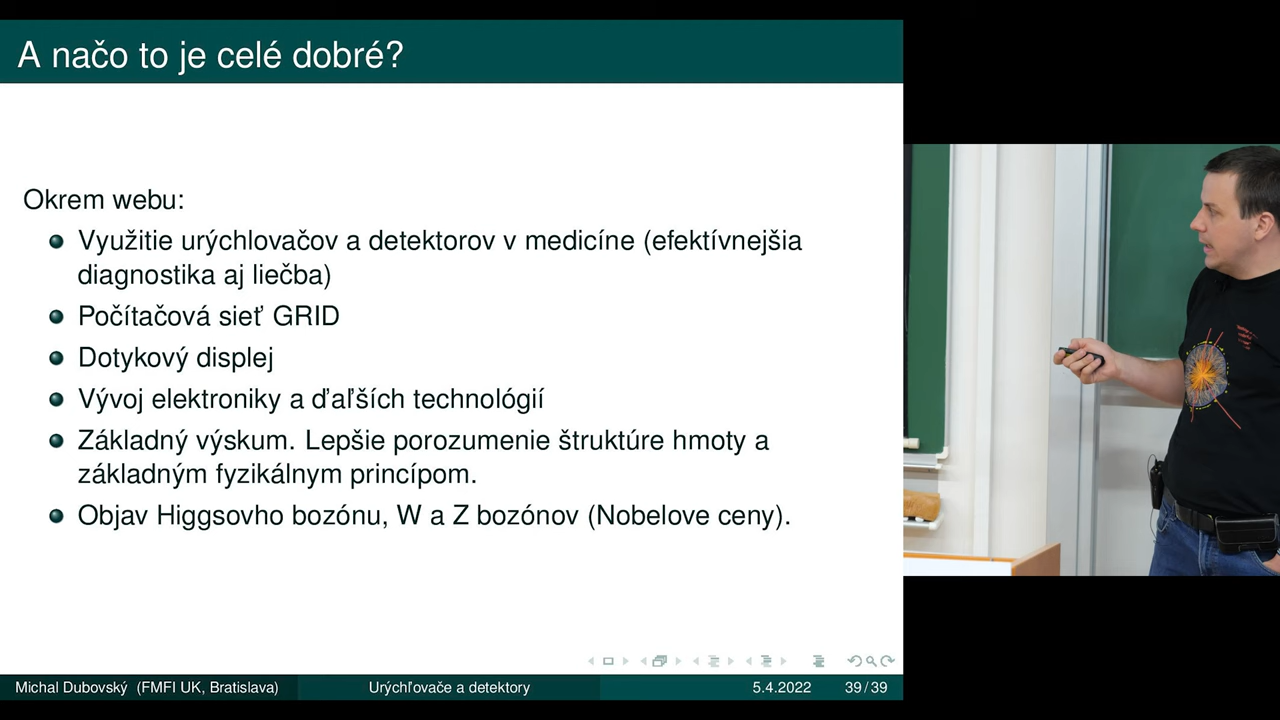 A načo to je celé dobré?
Okrem webu:
Využitie urýchlovačov a detektorov v medicíne (efektívnejšia
diagnostika aj liečba)
Počítačová sieť GRID
Dotykový displej
Vývoj elektroniky a ďaľších technológií
Základný výskum. Lepšie porozumenie štruktúre hmoty a
základným fyzikálnym princípom.
Objav Higgsovho bozónu, W a Z bozónov (Nobelove ceny).
Michal Dubovský (FMFI UK, Bratislava)
Urýchľovače a detektory
5.4.2022
39/39